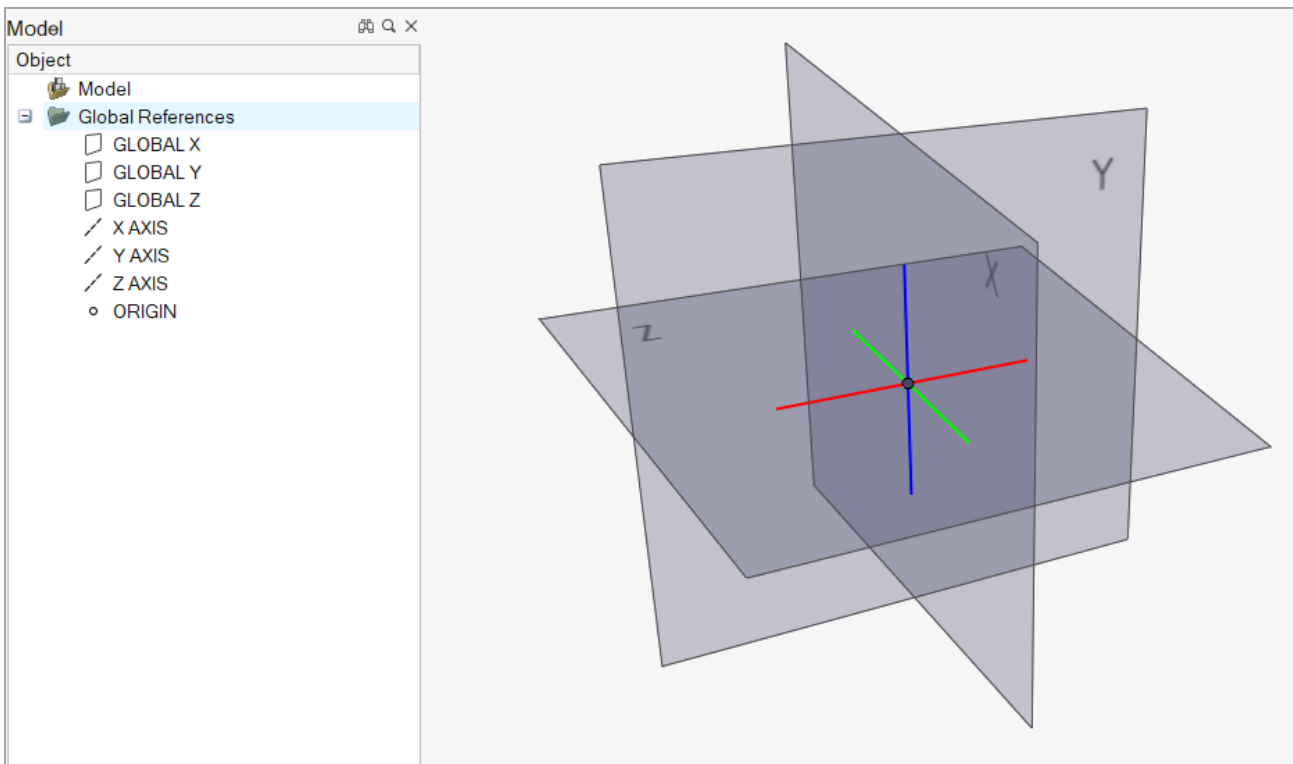 Model
Object
Model
Global References
GLOBAL X
GLOBAL Y
GLOBAL Z
X AXIS
Y AXIS
Z AXIS
ORIGIN
Y
X
Z